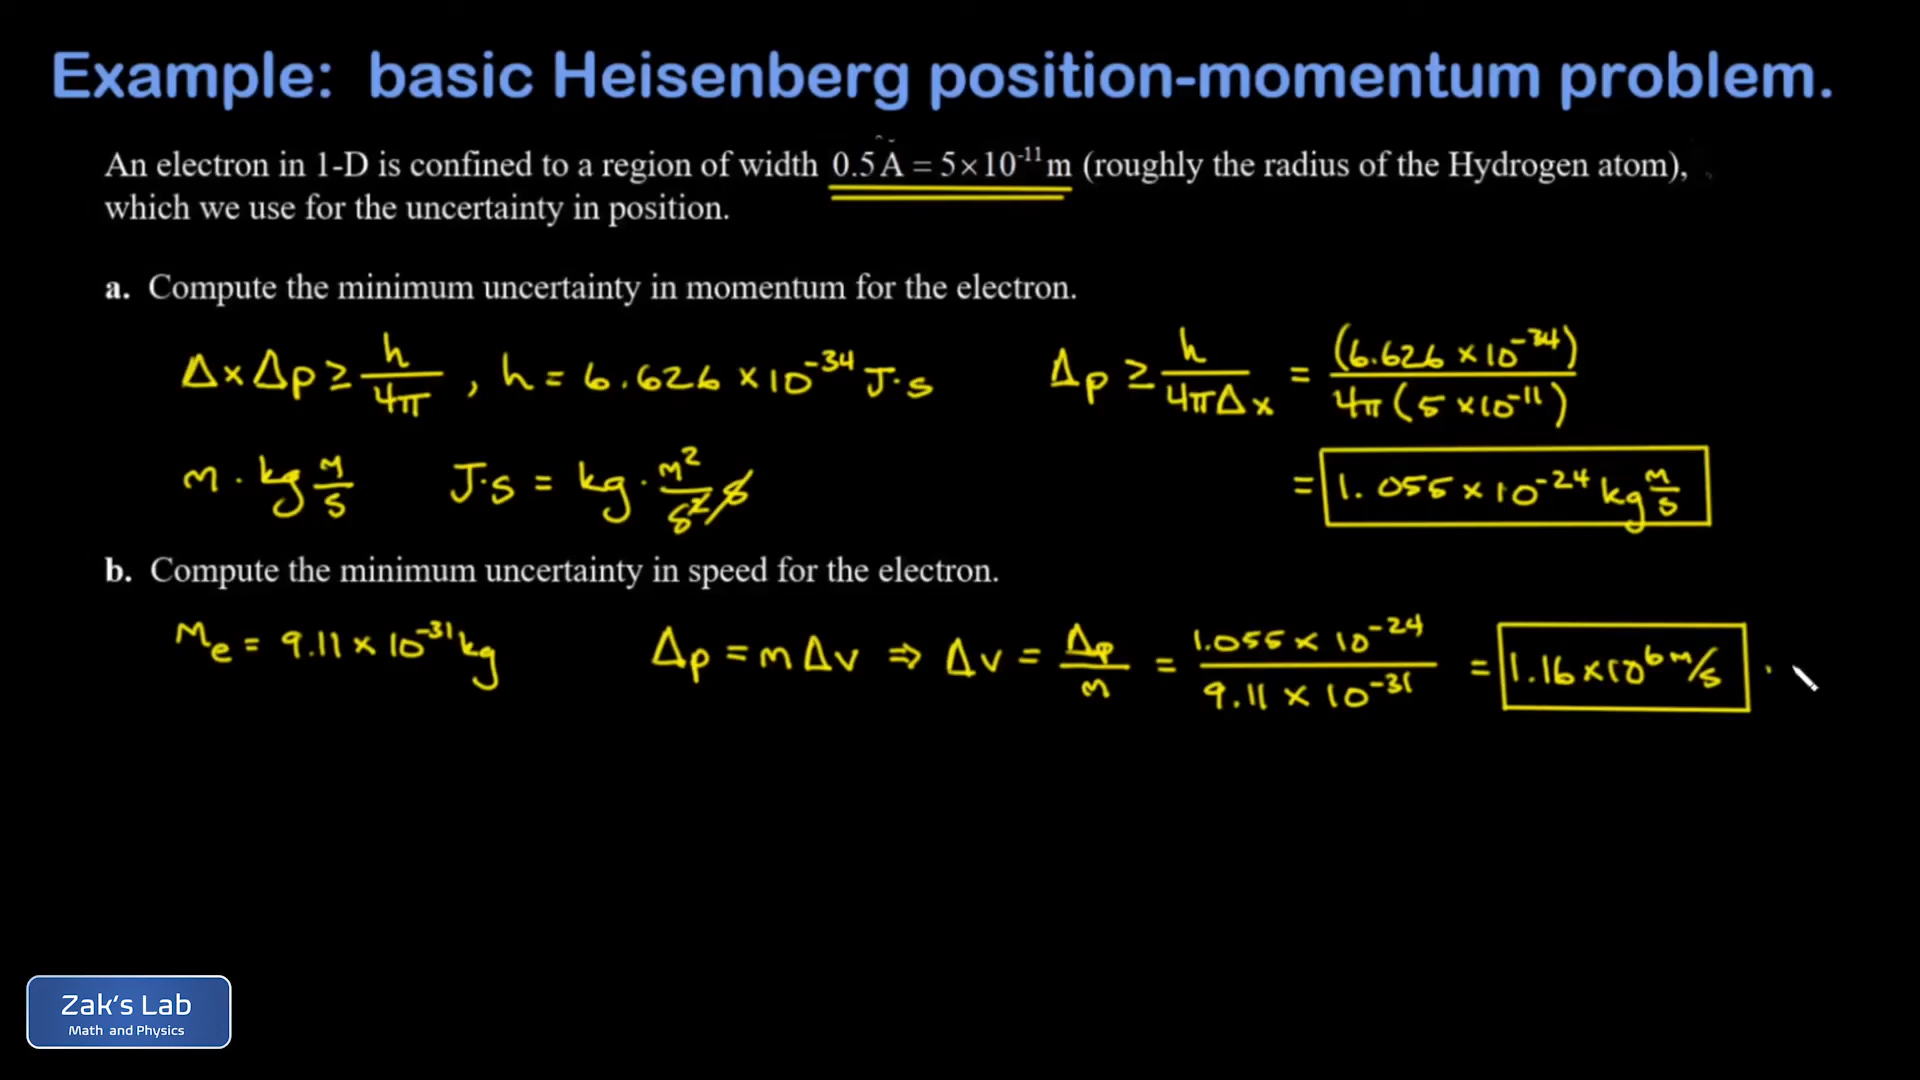 Example: basic Heisenberg position-momentum problem.
An electron in 1-D is confined to a region of width 0.5 Å = 5×10⁻¹¹ m (roughly the radius of the Hydrogen atom),
which we use for the uncertainty in position.
a. Compute the minimum uncertainty in momentum for the electron.
Δx Δp ≥ h/4π , h = 6.626 × 10⁻³⁴ J·s Δp ≥ h/4πΔx = (6.626 × 10⁻³⁴)/4π(5 × 10⁻¹¹)
m · kg m/s J·s = kg · m²/s² s = 1.055 × 10⁻²⁴ kg m/s
b. Compute the minimum uncertainty in speed for the electron.
Me = 9.11 × 10⁻³¹ kg Δp = mΔv ⇒ Δv = Δp/m = 1.055 × 10⁻²⁴/9.11 × 10⁻³¹ = 1.16 × 10⁶ m/s
Zak's Lab
Math and Physics